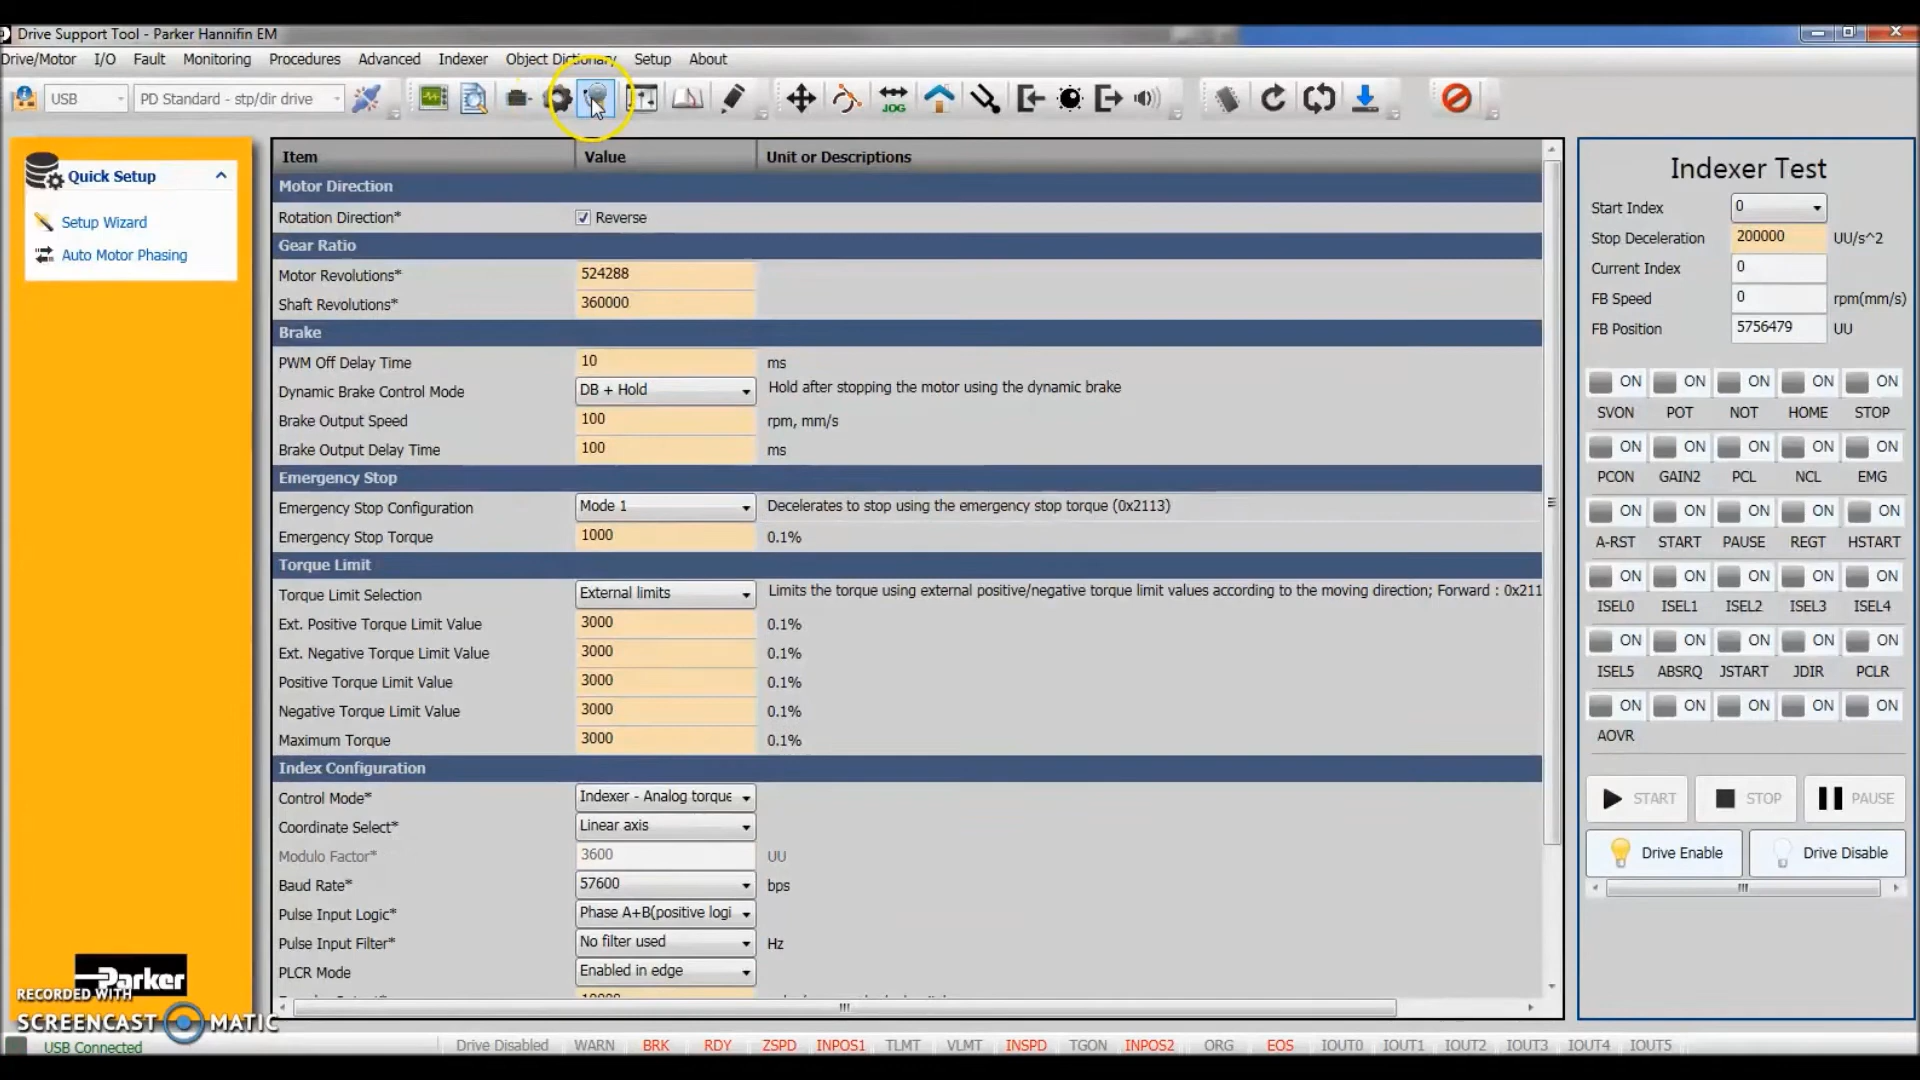 Drive Support Tool - Parker Hannifin EM
Drive/Motor I/O Fault Monitoring Procedures Advanced Indexer Object Dictionary Setup About
USB PD Standard - stp/dir drive JOG
Quick Setup
Setup Wizard
Auto Motor Phasing
Item Value Unit or Descriptions
Motor Direction
Rotation Direction* Reverse
Gear Ratio
Motor Revolutions* 524288
Shaft Revolutions* 360000
Brake
PWM Off Delay Time 10 ms
Dynamic Brake Control Mode DB + Hold Hold after stopping the motor using the dynamic brake
Brake Output Speed 100 rpm, mm/s
Brake Output Delay Time 100 ms
Emergency Stop
Emergency Stop Configuration Mode 1 Decelerates to stop using the emergency stop torque (0x2113)
Emergency Stop Torque 1000 0.1%
Torque Limit
Torque Limit Selection External limits Limits the torque using external positive/negative torque limit values according to the moving direction; Forward : 0x211
Ext. Positive Torque Limit Value 3000 0.1%
Ext. Negative Torque Limit Value 3000 0.1%
Positive Torque Limit Value 3000 0.1%
Negative Torque Limit Value 3000 0.1%
Maximum Torque 3000 0.1%
Index Configuration
Control Mode* Indexer - Analog torque
Coordinate Select* Linear axis
Modulo Factor* 3600 UU
Baud Rate* 57600 bps
Pulse Input Logic* Phase A+B(positive logi
Pulse Input Filter* No filter used Hz
PLCR Mode Enabled in edge
Indexer Test
Start Index 0
Stop Deceleration 200000 UU/s^2
Current Index 0
FB Speed 0 rpm(mm/s)
FB Position 5756479 UU
ON ON ON ON ON
SVON POT NOT HOME STOP
ON ON ON ON ON
PCON GAIN2 PCL NCL EMG
ON ON ON ON ON
A-RST START PAUSE REGT HSTART
ON ON ON ON ON
ISEL0 ISEL1 ISEL2 ISEL3 ISEL4
ON ON ON ON ON
ISEL5 ABSRQ JSTART JDIR PCLR
ON ON ON ON ON
AOVR
START STOP PAUSE
Drive Enable Drive Disable
Parker
RECORDED WITH
SCREENCAST MATIC
USB Connected Drive Disabled WARN BRK RDY ZSPD INPOS1 TLMT VLMT INSPD TGON INPOS2 ORG EOS IOUT0 IOUT1 IOUT2 IOUT3 IOUT4 IOUT5